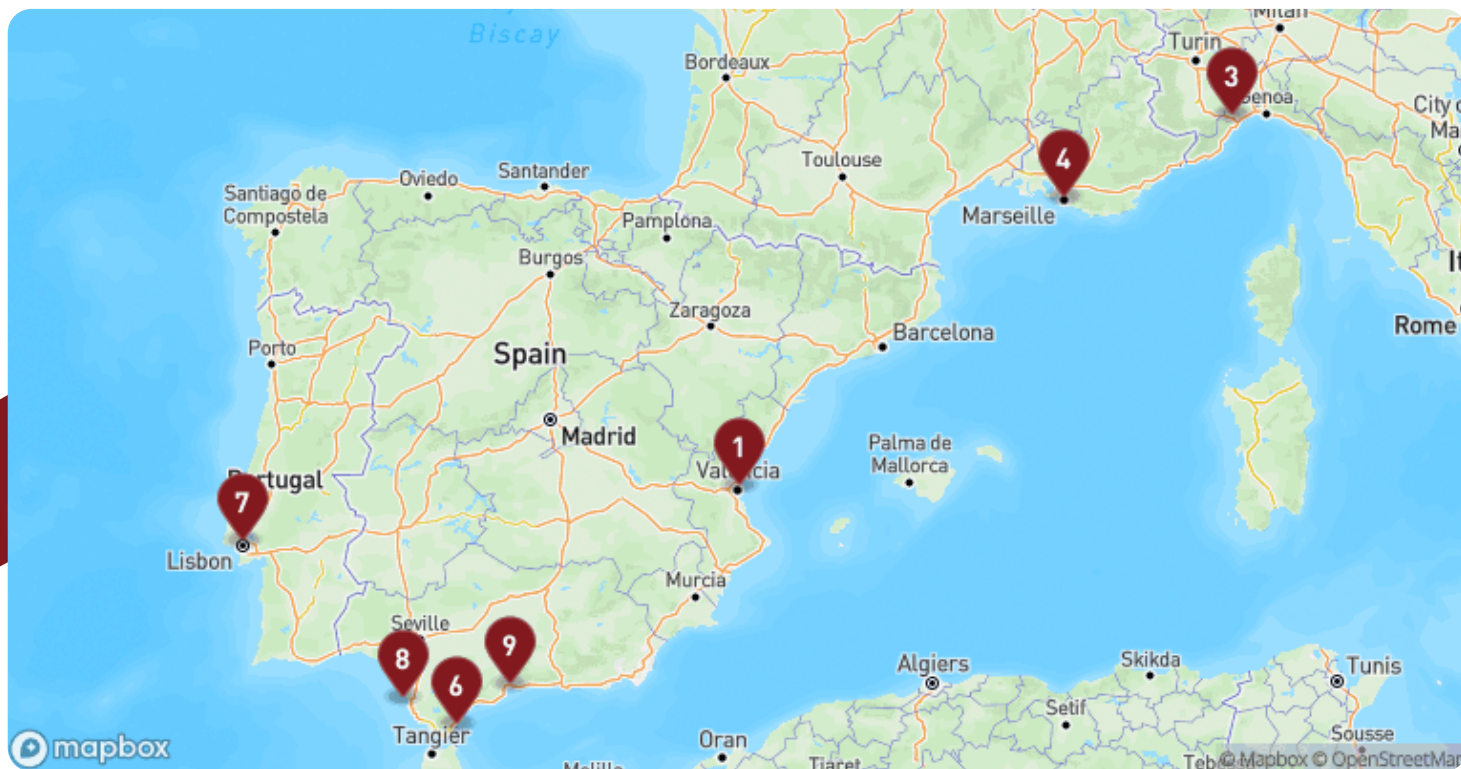 Biscay
Milan
Turin
Bordeaux
3
Genoa
City o
Ma
4
Toulouse
Santander
Oviedo
Santiago de
Compostela
Marseille
Pamplona
Burgos
It
Zaragoza
Rome
Barcelona
Porto
Spain
Madrid
1
Palma de
Mallorca
Valencia
Portugal
7
Lisbon
Murcia
Seville
9
8
6
Algiers
Skikda
Tunis
Setif
Tangier
Oran
Sousse
mapbox
Tiaret
Melilla
© Mapbox © OpenStreetMap